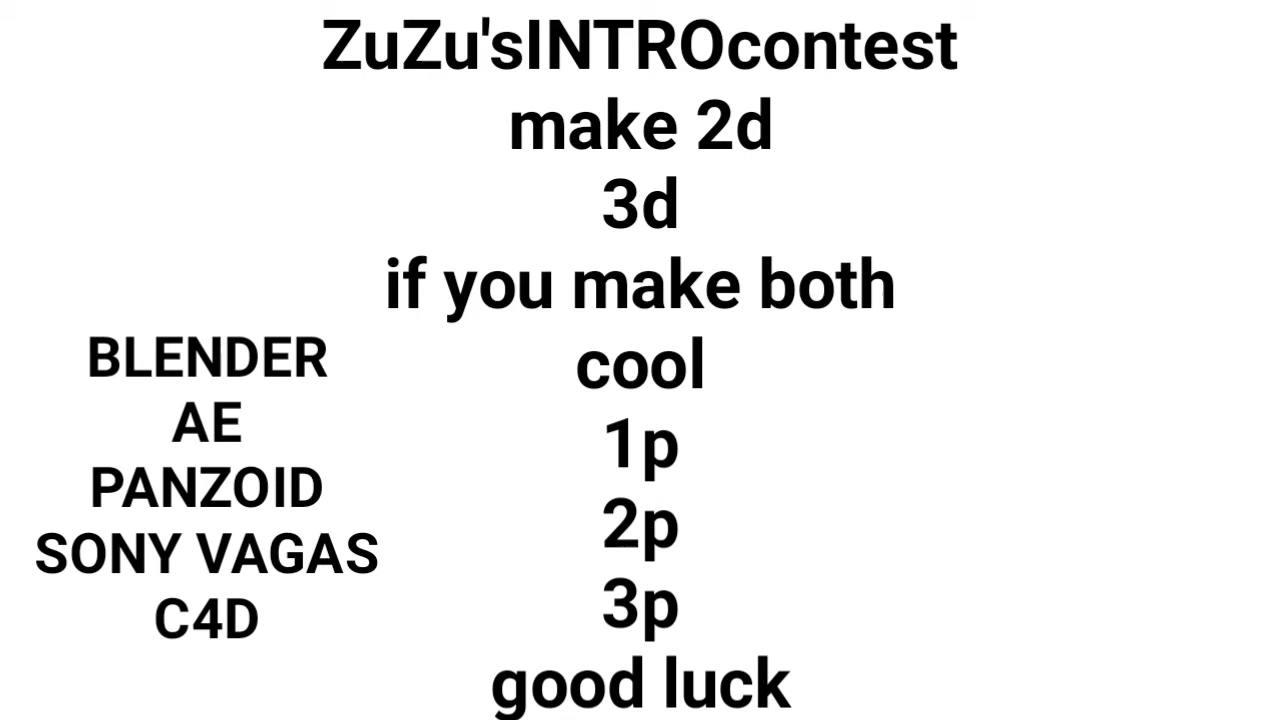 ZuZu'sINTROcontest
make 2d
3d
if you make both
cool
1p
2p
3p
good luck
BLENDER
AE
PANZOID
SONY VAGAS
C4D